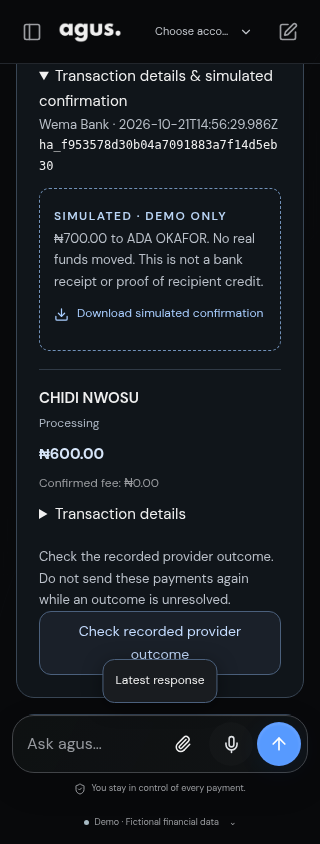 agus.
Choose acco...
▼ Transaction details & simulated
confirmation
Wema Bank · 2026-10-21T14:56:29.986Z
ha_f953578d30b04a7091883a7f14d5eb
30
SIMULATED · DEMO ONLY
₦700.00 to ADA OKAFOR. No real
funds moved. This is not a bank
receipt or proof of recipient credit.
Download simulated confirmation
CHIDI NWOSU
Processing
₦600.00
Confirmed fee: ₦0.00
▶ Transaction details
Check the recorded provider outcome.
Do not send these payments again
while an outcome is unresolved.
Check recorded provider
outcome
Latest response
Ask agus...
You stay in control of every payment.
Demo · Fictional financial data